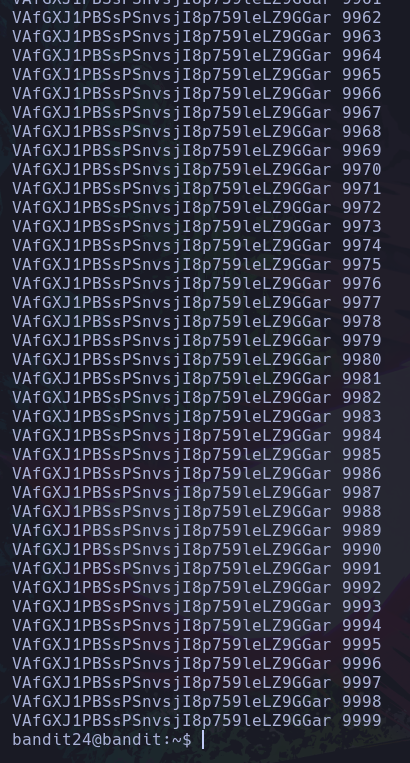 VAfGXJ1PBSsPSnvsjI8p759leLZ9GGar 9962
VAfGXJ1PBSsPSnvsjI8p759leLZ9GGar 9963
VAfGXJ1PBSsPSnvsjI8p759leLZ9GGar 9964
VAfGXJ1PBSsPSnvsjI8p759leLZ9GGar 9965
VAfGXJ1PBSsPSnvsjI8p759leLZ9GGar 9966
VAfGXJ1PBSsPSnvsjI8p759leLZ9GGar 9967
VAfGXJ1PBSsPSnvsjI8p759leLZ9GGar 9968
VAfGXJ1PBSsPSnvsjI8p759leLZ9GGar 9969
VAfGXJ1PBSsPSnvsjI8p759leLZ9GGar 9970
VAfGXJ1PBSsPSnvsjI8p759leLZ9GGar 9971
VAfGXJ1PBSsPSnvsjI8p759leLZ9GGar 9972
VAfGXJ1PBSsPSnvsjI8p759leLZ9GGar 9973
VAfGXJ1PBSsPSnvsjI8p759leLZ9GGar 9974
VAfGXJ1PBSsPSnvsjI8p759leLZ9GGar 9975
VAfGXJ1PBSsPSnvsjI8p759leLZ9GGar 9976
VAfGXJ1PBSsPSnvsjI8p759leLZ9GGar 9977
VAfGXJ1PBSsPSnvsjI8p759leLZ9GGar 9978
VAfGXJ1PBSsPSnvsjI8p759leLZ9GGar 9979
VAfGXJ1PBSsPSnvsjI8p759leLZ9GGar 9980
VAfGXJ1PBSsPSnvsjI8p759leLZ9GGar 9981
VAfGXJ1PBSsPSnvsjI8p759leLZ9GGar 9982
VAfGXJ1PBSsPSnvsjI8p759leLZ9GGar 9983
VAfGXJ1PBSsPSnvsjI8p759leLZ9GGar 9984
VAfGXJ1PBSsPSnvsjI8p759leLZ9GGar 9985
VAfGXJ1PBSsPSnvsjI8p759leLZ9GGar 9986
VAfGXJ1PBSsPSnvsjI8p759leLZ9GGar 9987
VAfGXJ1PBSsPSnvsjI8p759leLZ9GGar 9988
VAfGXJ1PBSsPSnvsjI8p759leLZ9GGar 9989
VAfGXJ1PBSsPSnvsjI8p759leLZ9GGar 9990
VAfGXJ1PBSsPSnvsjI8p759leLZ9GGar 9991
VAfGXJ1PBSsPSnvsjI8p759leLZ9GGar 9992
VAfGXJ1PBSsPSnvsjI8p759leLZ9GGar 9993
VAfGXJ1PBSsPSnvsjI8p759leLZ9GGar 9994
VAfGXJ1PBSsPSnvsjI8p759leLZ9GGar 9995
VAfGXJ1PBSsPSnvsjI8p759leLZ9GGar 9996
VAfGXJ1PBSsPSnvsjI8p759leLZ9GGar 9997
VAfGXJ1PBSsPSnvsjI8p759leLZ9GGar 9998
VAfGXJ1PBSsPSnvsjI8p759leLZ9GGar 9999
bandit24@bandit:~$